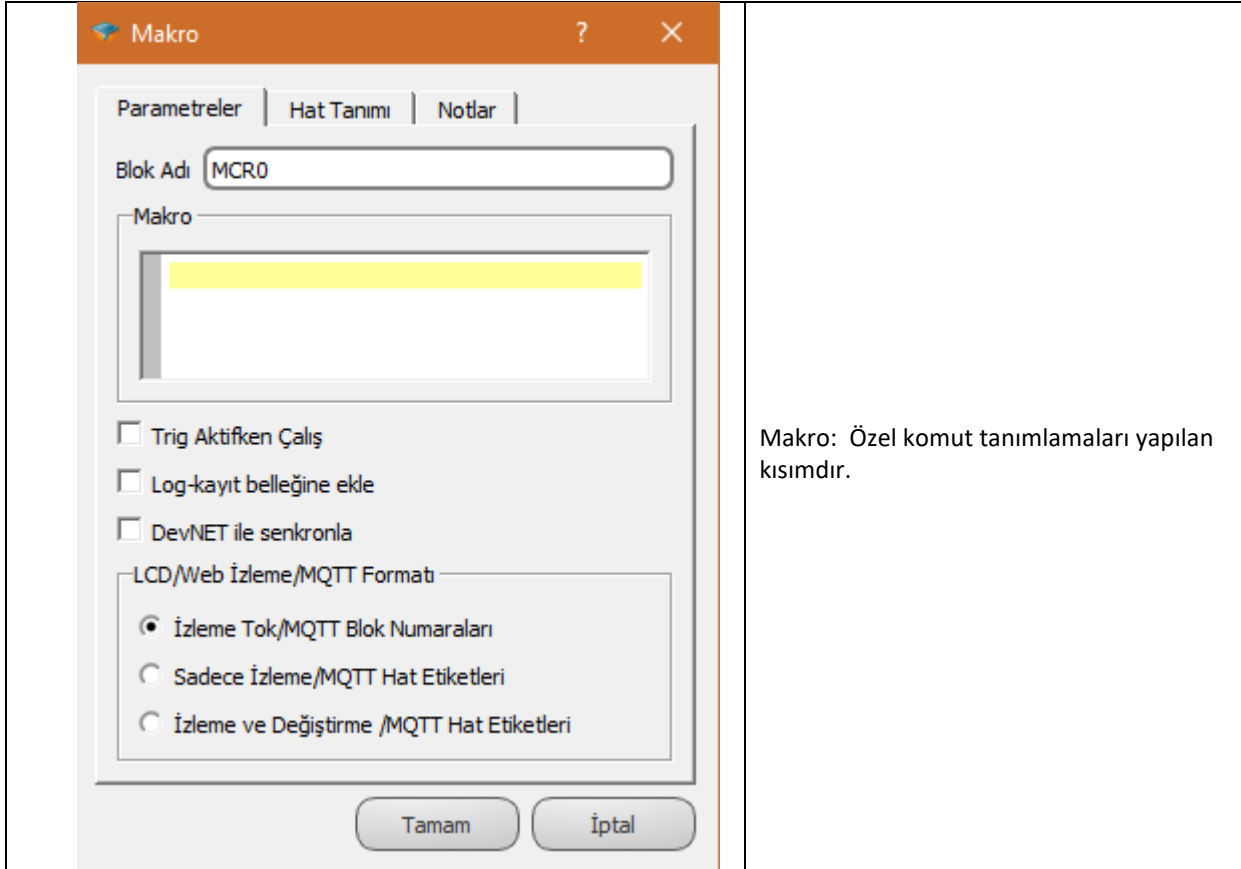 Makro
Parametreler
Hat Tanımı
Notlar
Blok Adı
MCR0
Makro
Trig Aktifken Çalış
Log-kayıt belleğine ekle
DevNET ile senkronla
LCD/Web İzleme/MQTT Formatı
İzleme Tok/MQTT Blok Numaraları
Sadece İzleme/MQTT Hat Etiketleri
İzleme ve Değiştirme /MQTT Hat Etiketleri
Tamam
İptal
Makro:  Özel komut tanımlamaları yapılan
kısımdır.